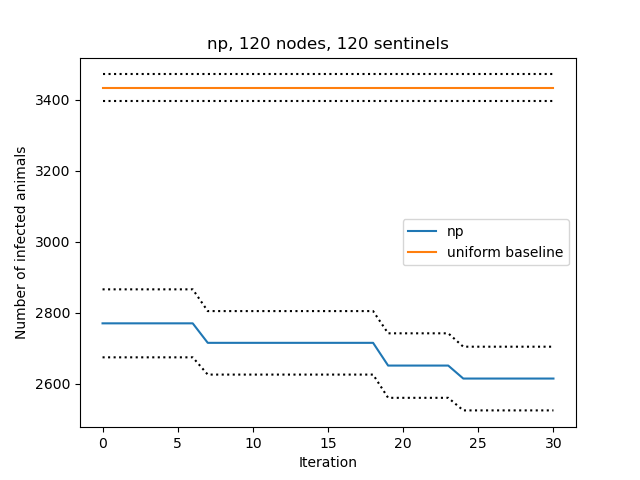 np, 120 nodes, 120 sentinels
Number of infected animals
3400
3200
3000
2800
2600
np
uniform baseline
0
5
10
15
20
25
30
Iteration